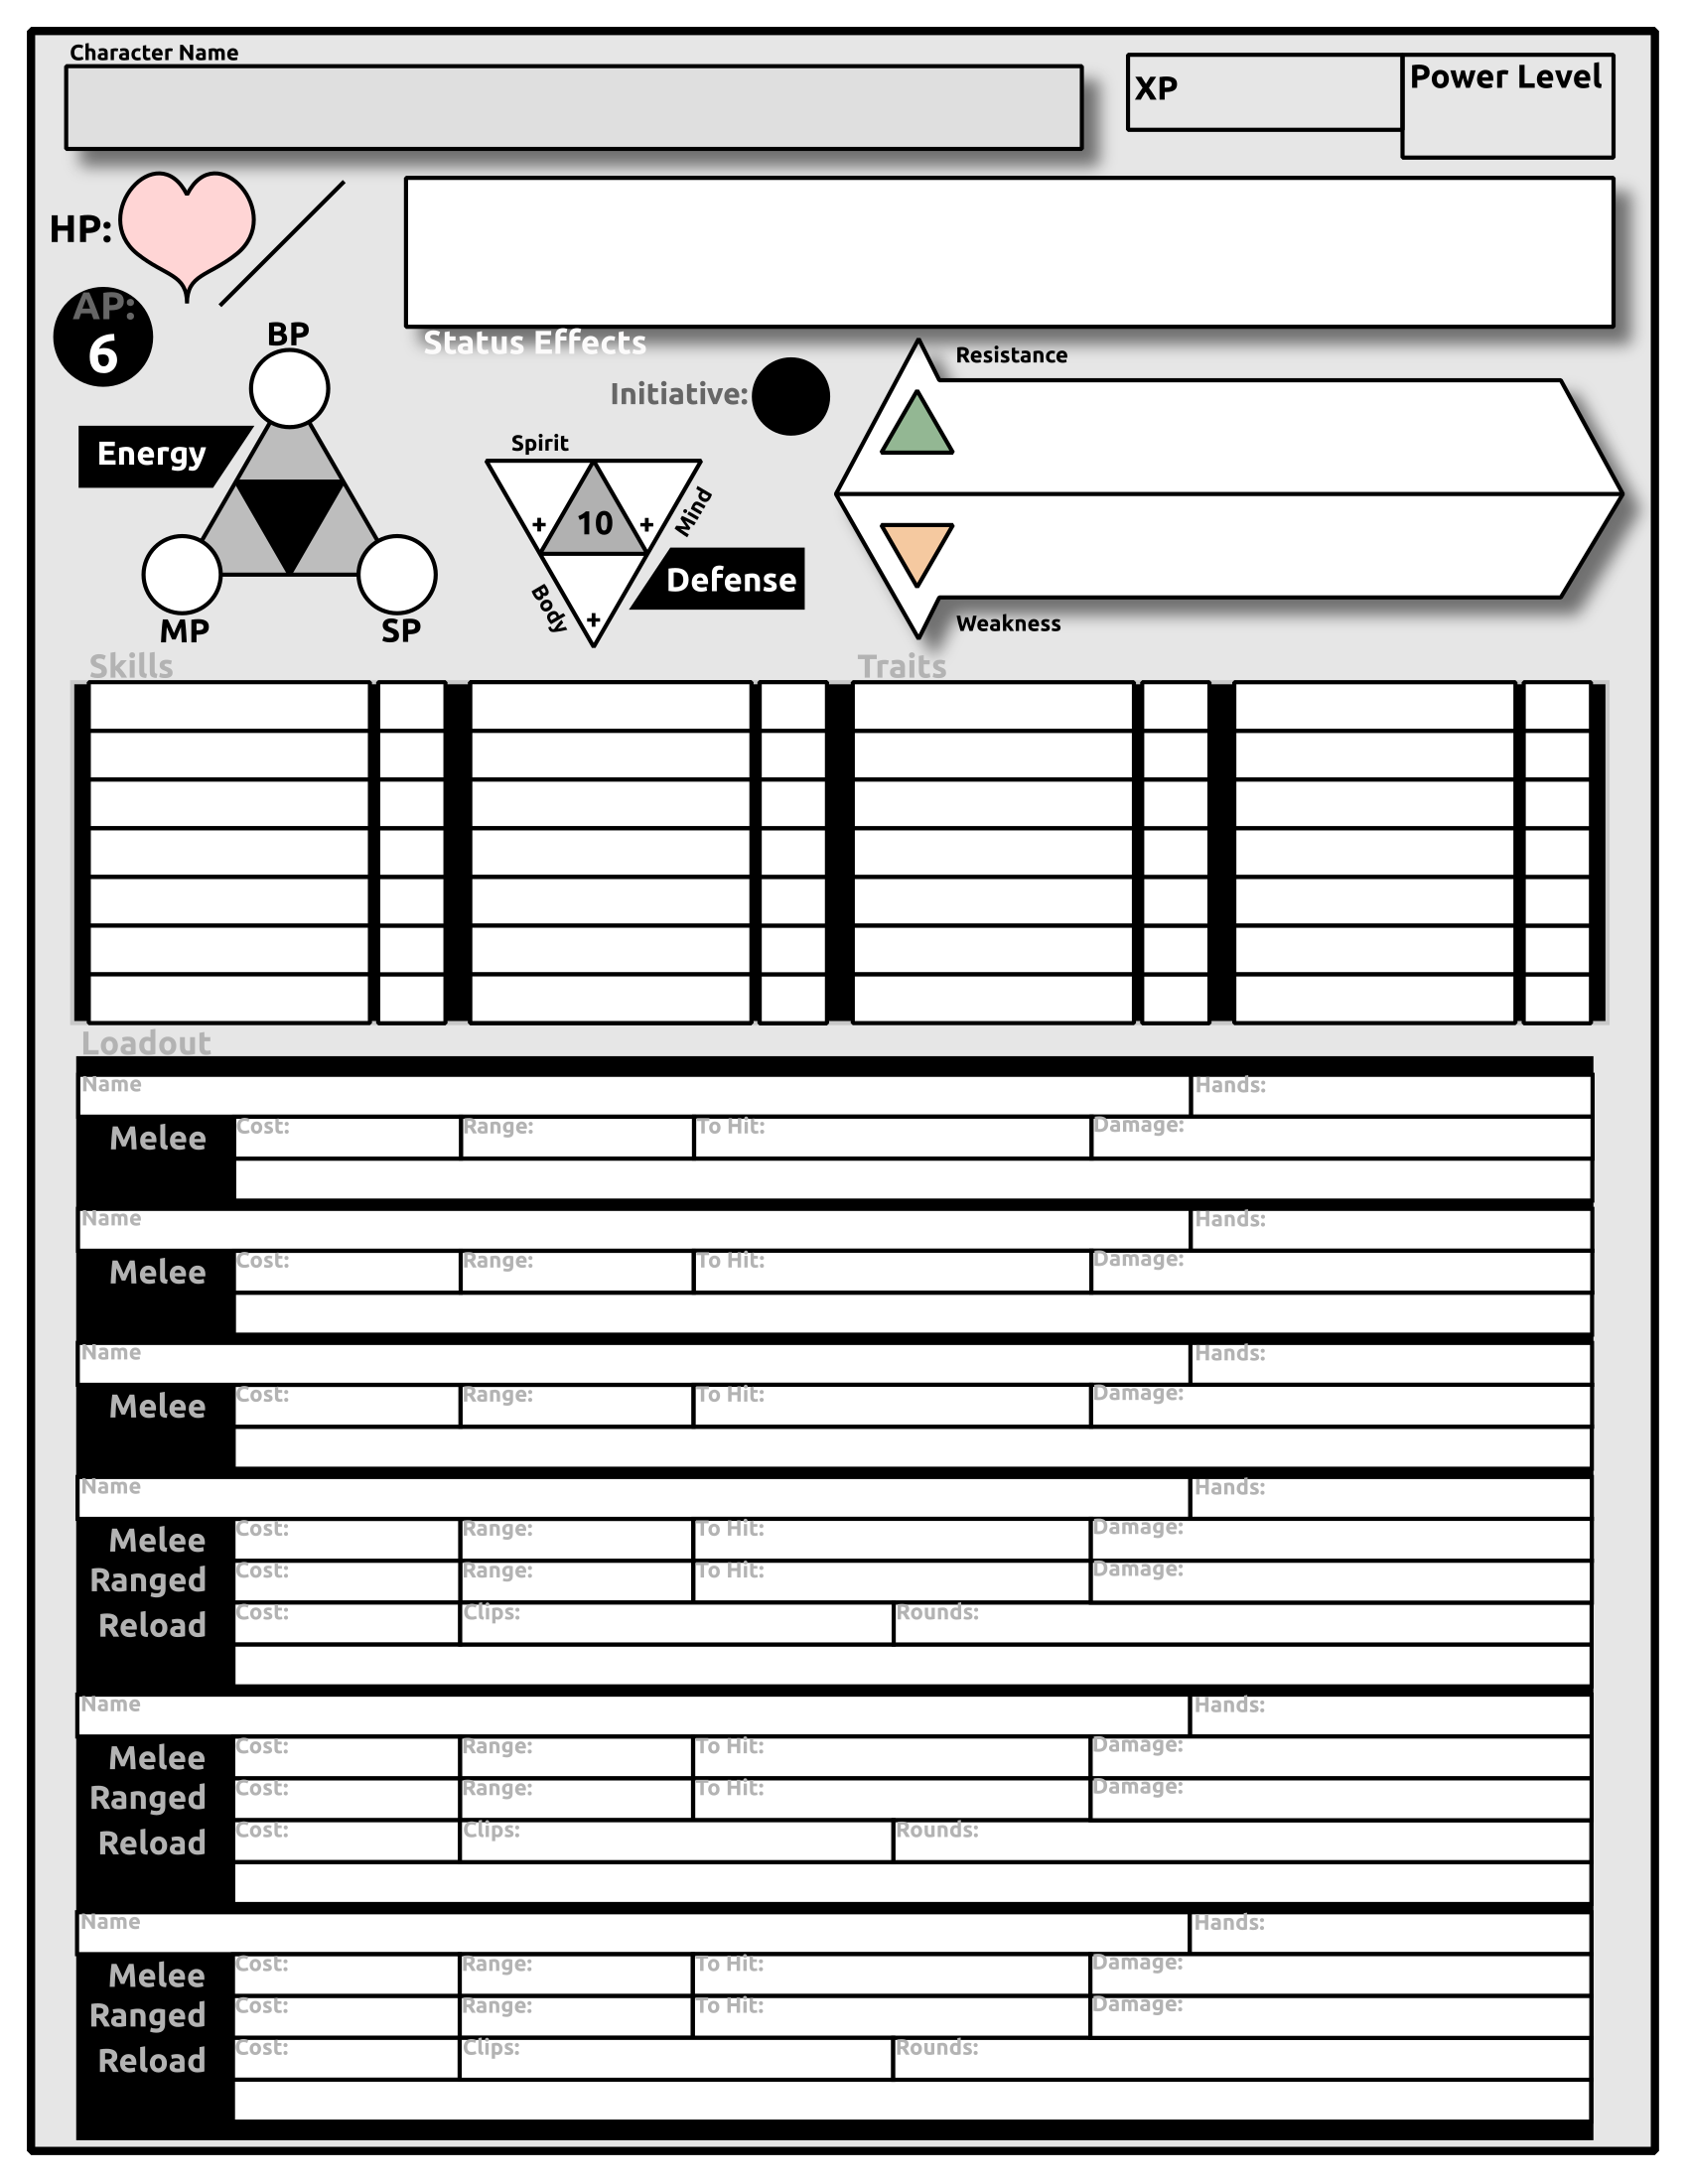 Character Name
XP
Power Level
HP:
AP:
6
Status Effects
BP
Energy
MP
SP
Initiative:
Spirit
Mind
10
+
+
+
Body
Defense
Resistance
Weakness
Skills
Traits
Loadout
Name Hands:
Melee Cost: Range: To Hit: Damage:
Name Hands:
Melee Cost: Range: To Hit: Damage:
Name Hands:
Melee Cost: Range: To Hit: Damage:
Name Hands:
Melee Cost: Range: To Hit: Damage:
Ranged Cost: Range: To Hit: Damage:
Reload Cost: Clips: Rounds:
Name Hands:
Melee Cost: Range: To Hit: Damage:
Ranged Cost: Range: To Hit: Damage:
Reload Cost: Clips: Rounds:
Name Hands:
Melee Cost: Range: To Hit: Damage:
Ranged Cost: Range: To Hit: Damage:
Reload Cost: Clips: Rounds: